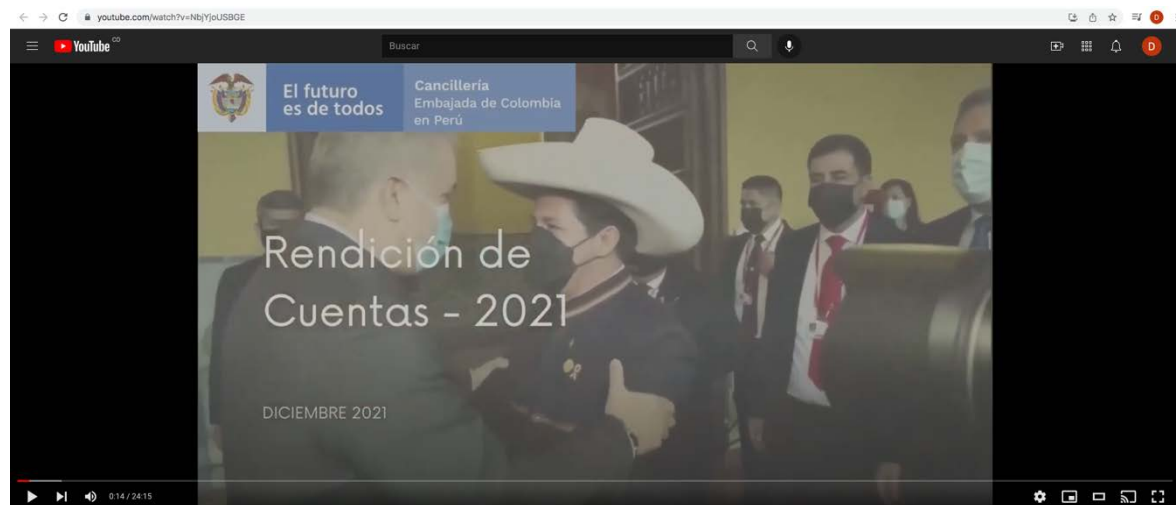 youtube.com/watch?v=NbjYjoUSBGE
YouTube CO
Buscar
D
D
El futuro
es de todos
Cancillería
Embajada de Colombia
en Perú
Rendición de
Cuentas - 2021
DICIEMBRE 2021
0:14 / 24:15